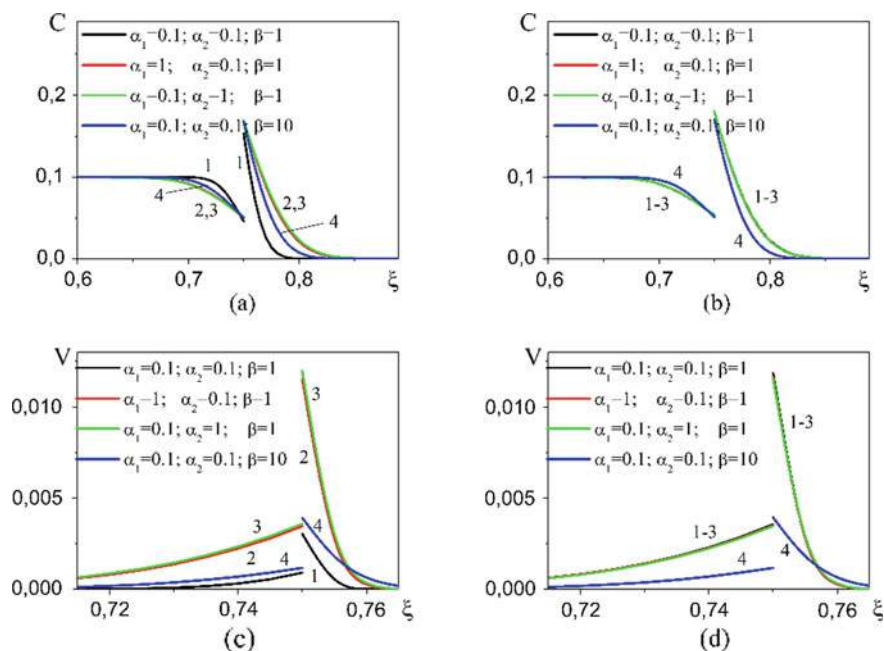 C
α₁=0.1; α₂=0.1; β=1
α₁=1; α₂=0.1; β=1
α₁=0.1; α₂=1; β=1
α₁=0.1; α₂=0.1; β=10
0,2
0,1
0,0
1
4
2,3
1
2,3
4
0,6
0,7
0,8
ξ
(a)
C
α₁=0.1; α₂=0.1; β=1
α₁=1; α₂=0.1; β=1
α₁=0.1; α₂=1; β=1
α₁=0.1; α₂=0.1; β=10
0,2
0,1
0,0
4
1-3
1-3
4
0,6
0,7
0,8
ξ
(b)
V
α₁=0.1; α₂=0.1; β=1
α₁=1; α₂=0.1; β=1
α₁=0.1; α₂=1; β=1
α₁=0.1; α₂=0.1; β=10
0,010
0,005
0,000
3
2
3
2
4
4
1
0,72
0,74
0,76
ξ
(c)
V
α₁=0.1; α₂=0.1; β=1
α₁=1; α₂=0.1; β=1
α₁=0.1; α₂=1; β=1
α₁=0.1; α₂=0.1; β=10
0,010
0,005
0,000
1-3
1-3
4
4
0,72
0,74
0,76
ξ
(d)